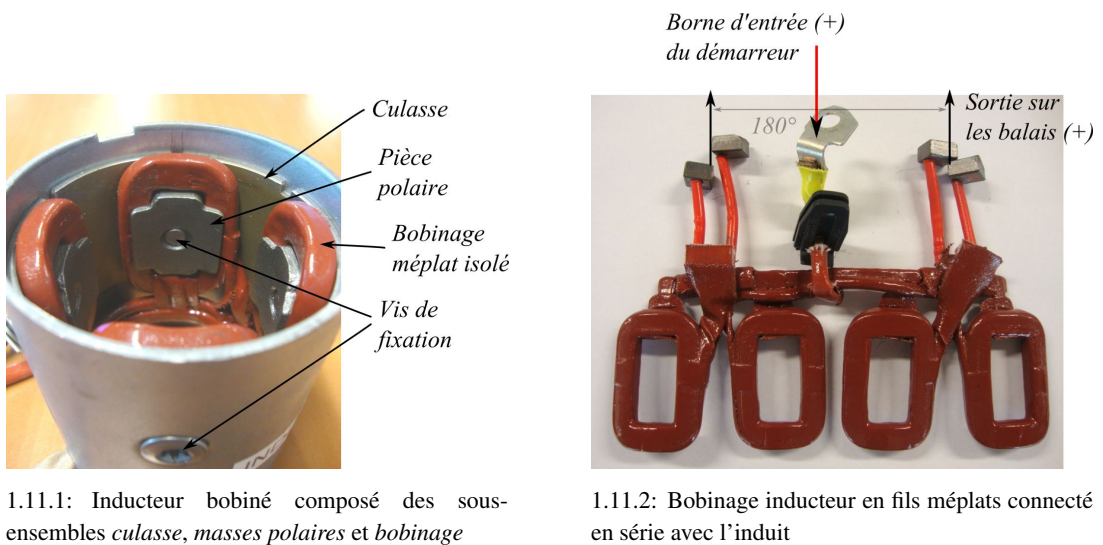 Borne d'entrée (+)
du démarreur
Culasse
Pièce
polaire
Bobinage
méplat isolé
Vis de
fixation
180°
Sortie sur
les balais (+)
1.11.1: Inducteur bobiné composé des sous-
ensembles culasse, masses polaires et bobinage
1.11.2: Bobinage inducteur en fils méplats connecté
en série avec l'induit